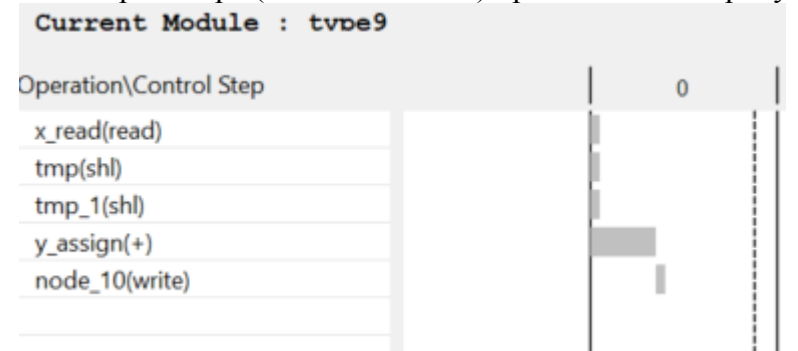 Current Module : type9
Operation\Control Step
0
x_read(read)
tmp(shl)
tmp_1(shl)
y_assign(+)
node_10(write)